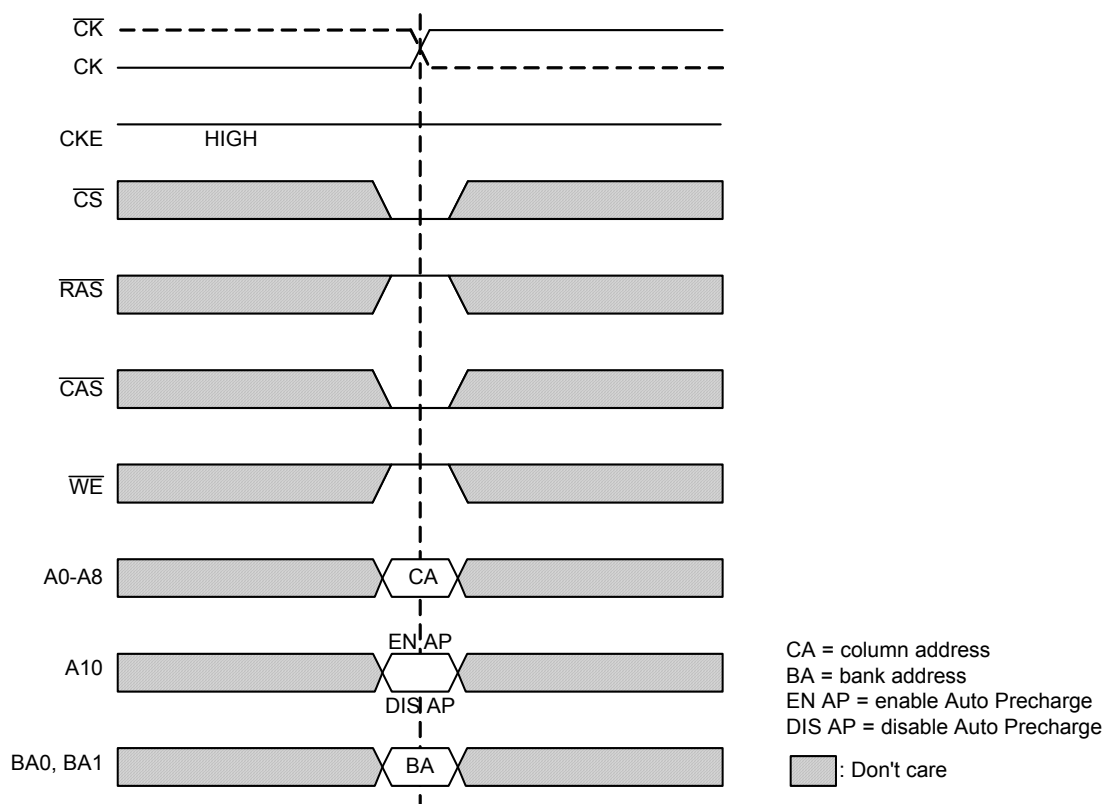 CK
CK
CKE HIGH
CS
RAS
CAS
WE
A0-A8 CA
EN AP
A10
DIS AP
BA0, BA1 BA
CA = column address
BA = bank address
EN AP = enable Auto Precharge
DIS AP = disable Auto Precharge
: Don't care